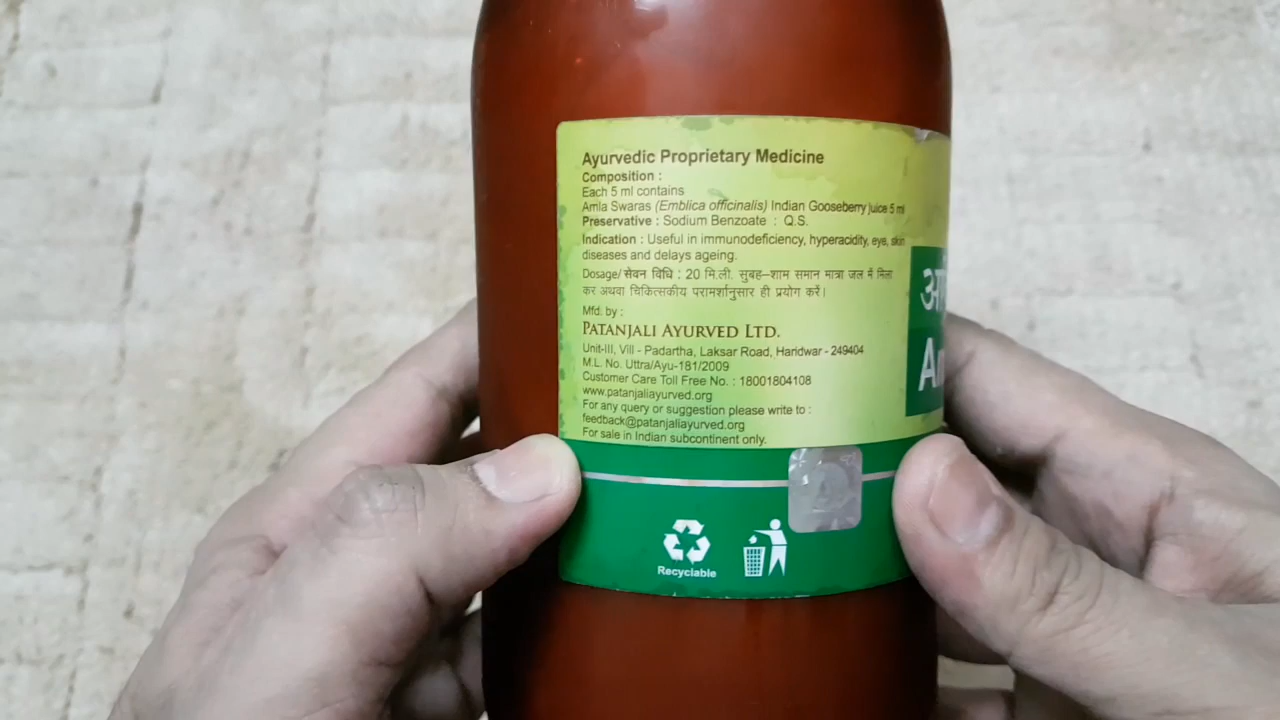 Ayurvedic Proprietary Medicine
Composition :
Each 5 ml contains
Amla Swaras (Emblica officinalis) Indian Gooseberry juice 5 ml
Preservative : Sodium Benzoate : Q.S.
Indication : Useful in immunodeficiency, hyperacidity, eye, skin
diseases and delays ageing.
Dosage/सेवन विधि : 20 मि.ली. सुबह–शाम समान मात्रा जल में मिला
कर अथवा चिकित्सकीय परामर्शानुसार ही प्रयोग करें।
Mfd. by :
PATANJALI AYURVED LTD.
Unit-III, Vill - Padartha, Laksar Road, Haridwar - 249404
M.L. No. Uttra/Ayu-181/2009
Customer Care Toll Free No. : 18001804108
www.patanjaliayurved.org
For any query or suggestion please write to :
feedback@patanjaliayurved.org
For sale in Indian subcontinent only.
Recyclable